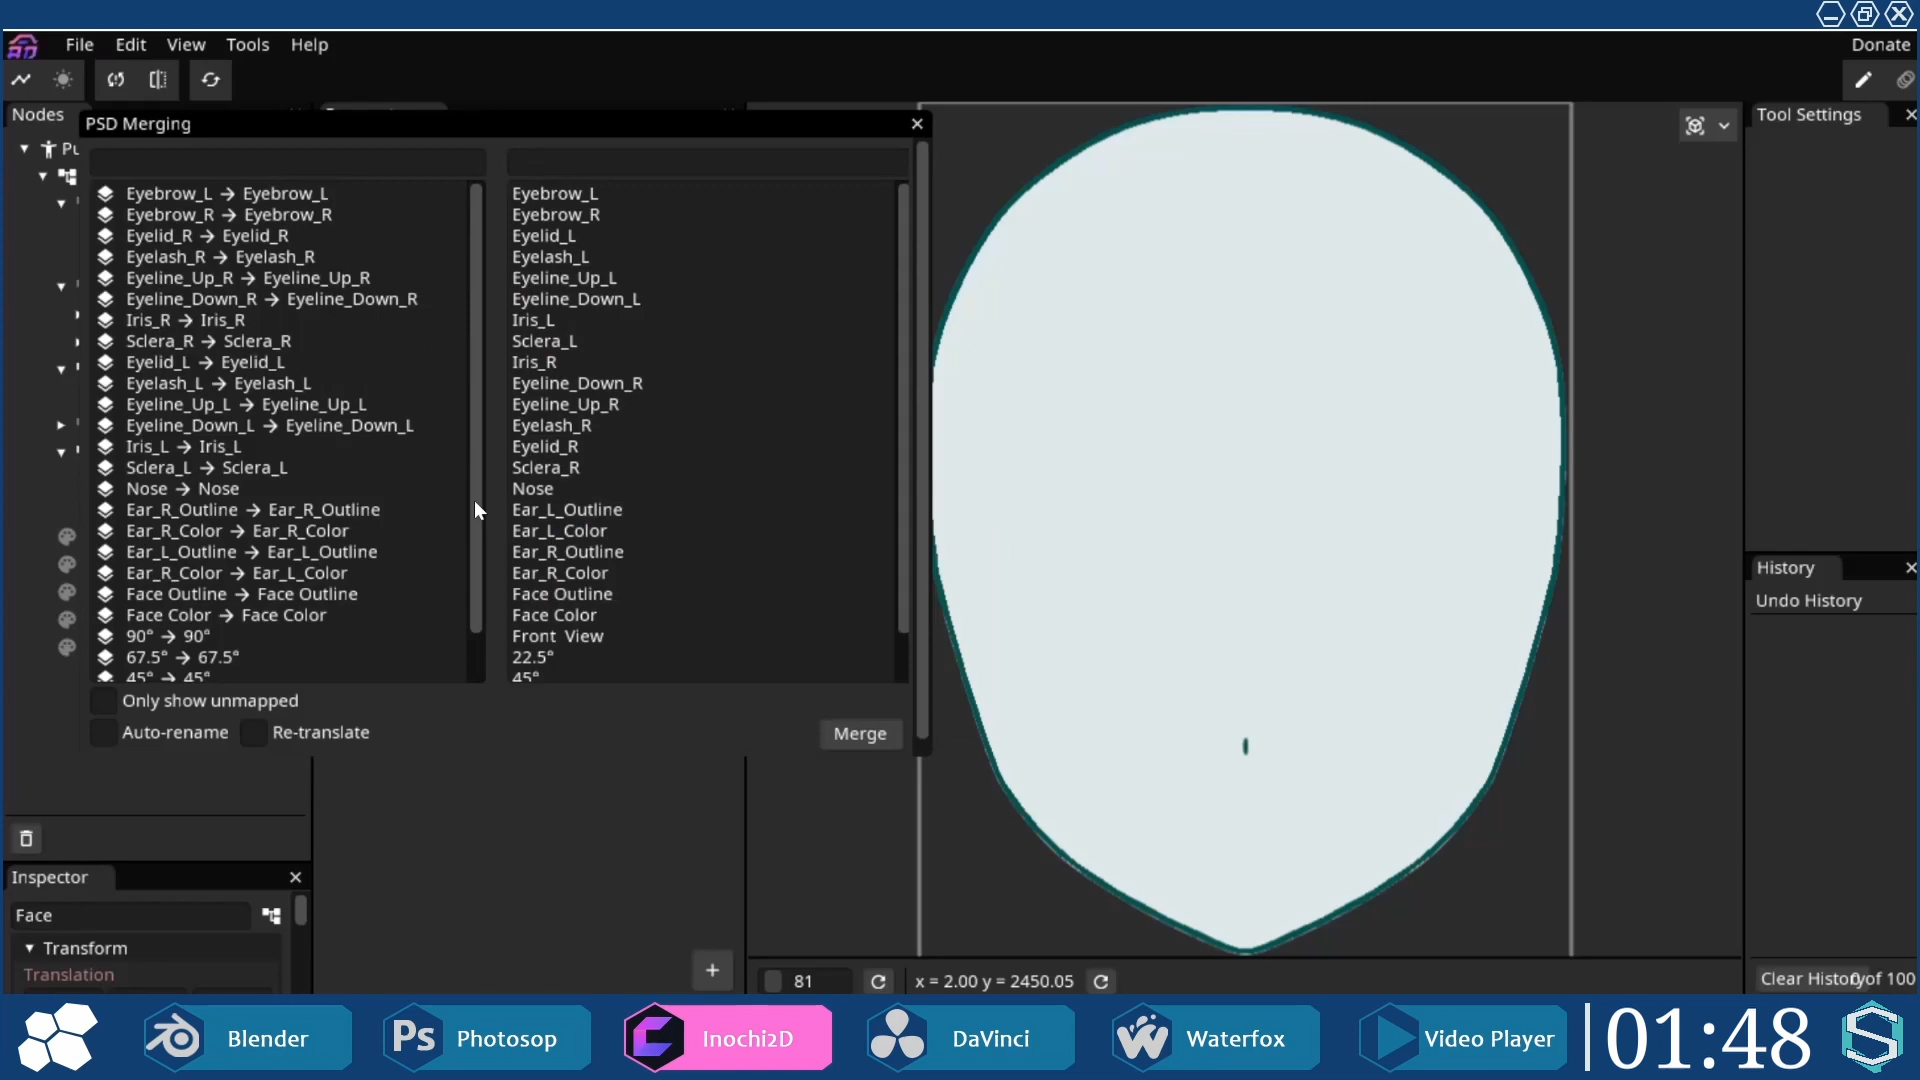 File Edit View Tools Help Donate
Nodes
Tool Settings
PSD Merging
Pu
Eyebrow_L → Eyebrow_L
Eyebrow_R → Eyebrow_R
Eyelid_R → Eyelid_R
Eyelash_R → Eyelash_R
Eyeline_Up_R → Eyeline_Up_R
Eyeline_Down_R → Eyeline_Down_R
Iris_R → Iris_R
Sclera_R → Sclera_R
Eyelid_L → Eyelid_L
Eyelash_L → Eyelash_L
Eyeline_Up_L → Eyeline_Up_L
Eyeline_Down_L → Eyeline_Down_L
Iris_L → Iris_L
Sclera_L → Sclera_L
Nose → Nose
Ear_R_Outline → Ear_R_Outline
Ear_R_Color → Ear_R_Color
Ear_L_Outline → Ear_L_Outline
Ear_R_Color → Ear_L_Color
Face Outline → Face Outline
Face Color → Face Color
90° → 90°
67.5° → 67.5°
45° → 45°
Eyebrow_L
Eyebrow_R
Eyelid_L
Eyelash_L
Eyeline_Up_L
Eyeline_Down_L
Iris_L
Sclera_L
Iris_R
Eyeline_Down_R
Eyeline_Up_R
Eyelash_R
Eyelid_R
Sclera_R
Nose
Ear_L_Outline
Ear_L_Color
Ear_R_Outline
Ear_R_Color
Face Outline
Face Color
Front View
22.5°
45°
Only show unmapped
Auto-rename Re-translate Merge
History
Undo History
Inspector
Face
Transform
Translation
81 x = 2.00 y = 2450.05
Clear History 0 of 100
Blender Ps Photosop Inochi2D DaVinci Waterfox Video Player 01:48